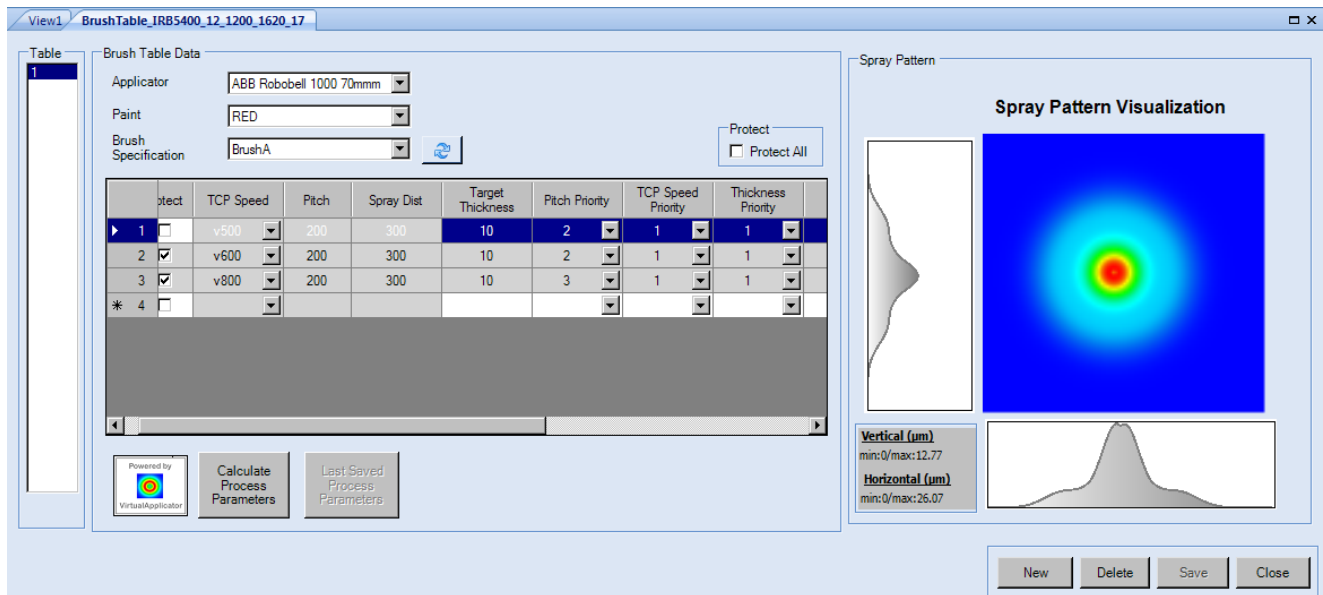 View1
BrushTable_IRB5400_12_1200_1620_17
Table
1
Brush Table Data
Applicator
ABB Robobell 1000 70mmm
Paint
RED
Brush
Specification
BrushA
Protect
Protect All
otect TCP Speed Pitch Spray Dist Target Thickness Pitch Priority TCP Speed Priority Thickness Priority
1 v500 200 300 10 2 1 1
2 v600 200 300 10 2 1 1
3 v800 200 300 10 3 1 1
* 4
Powered by
VirtualApplicator
Calculate
Process
Parameters
Last Saved
Process
Parameters
Spray Pattern
Spray Pattern Visualization
Vertical (µm)
min:0/max:12.77
Horizontal (µm)
min:0/max:26.07
New
Delete
Save
Close